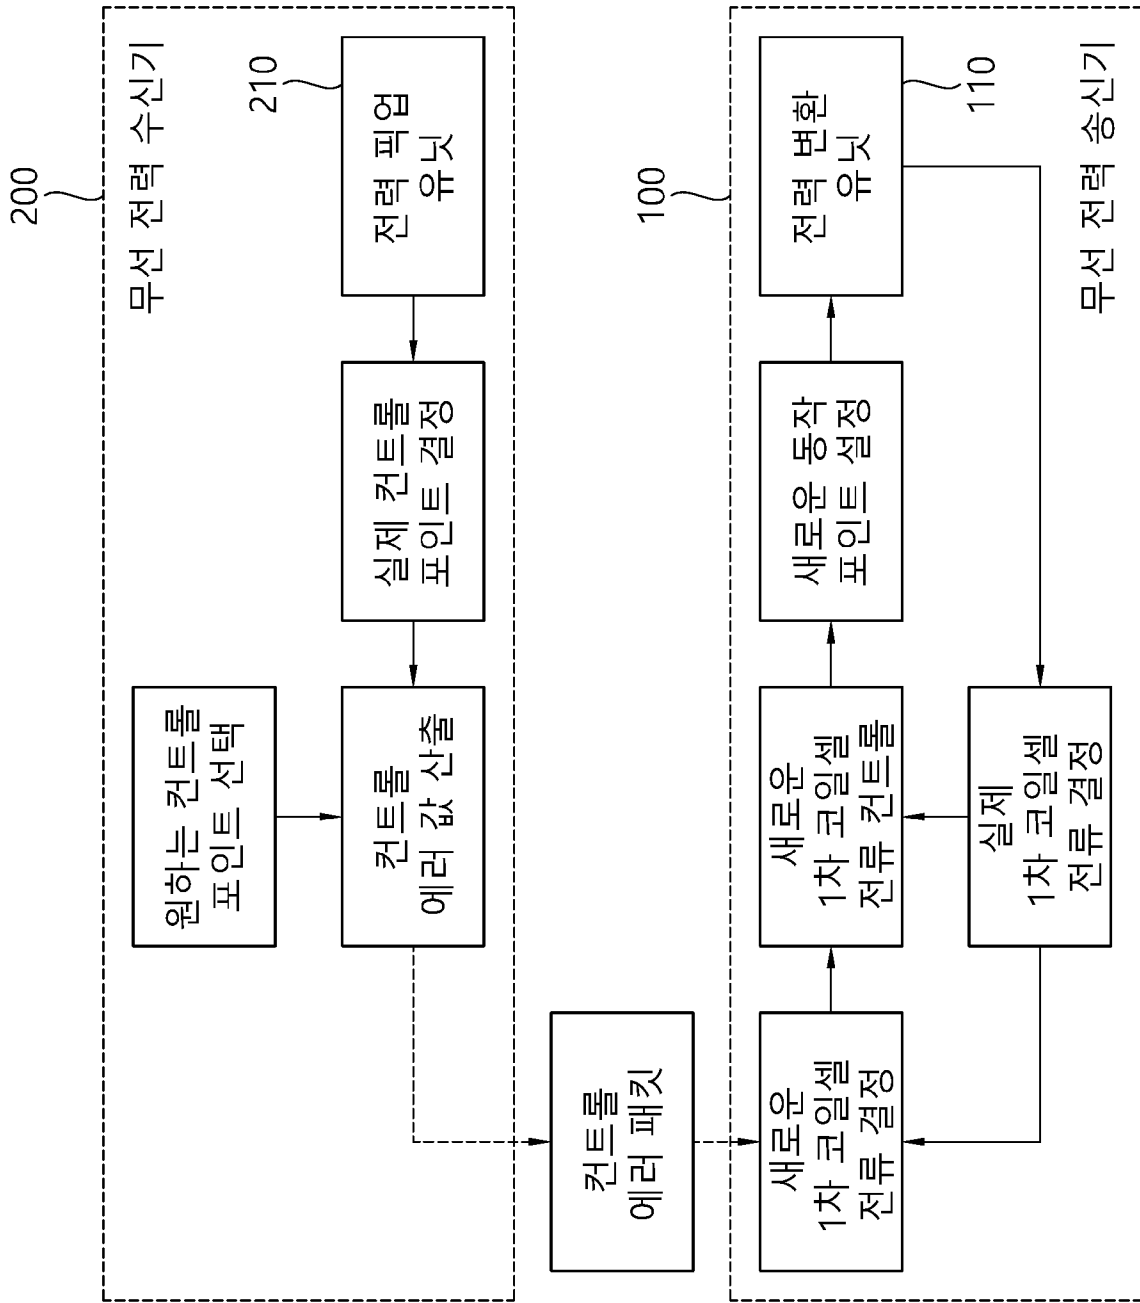 200
무선 전력 수신기
210
전력 픽업
유닛
실제 컨트롤
포인트 결정
원하는 컨트롤
포인트 선택
컨트롤
에러 값 산출
컨트롤
에러 패킷
100
무선 전력 송신기
110
전력 변환
유닛
새로운 동작
포인트 설정
새로운
1차 코일셀
전류 컨트롤
실제
1차 코일셀
전류 결정
새로운
1차 코일셀
전류 결정